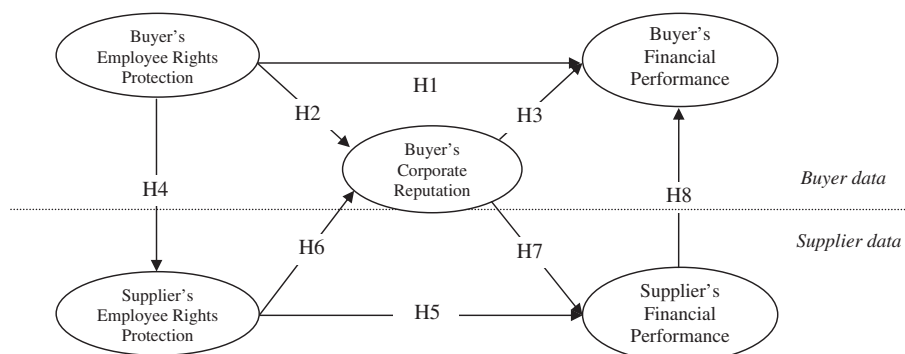 Buyer's
Employee Rights
Protection
Buyer's
Financial
Performance
H1
H2
H3
Buyer's
Corporate
Reputation
H4
H8
Buyer data
Supplier data
H6
H7
Supplier's
Employee Rights
Protection
H5
Supplier's
Financial
Performance